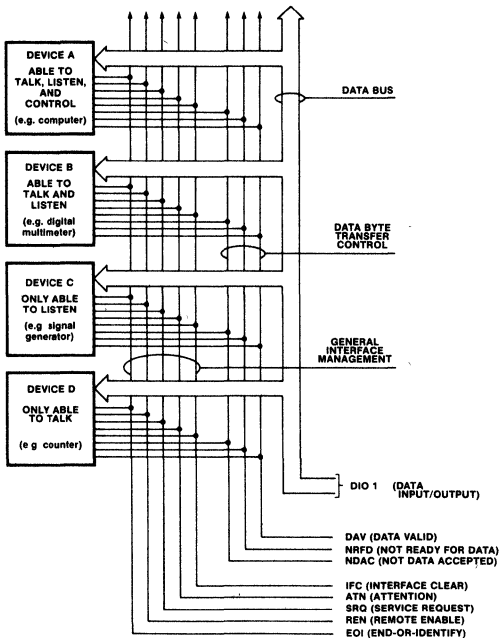 DEVICE A
ABLE TO
TALK, LISTEN,
AND
CONTROL
(e.g. computer)
DATA BUS
DEVICE B
ABLE TO
TALK AND
LISTEN
(e.g. digital
multimeter)
DATA BYTE
TRANSFER
CONTROL
DEVICE C
ONLY ABLE
TO LISTEN
(e.g signal
generator)
GENERAL
INTERFACE
MANAGEMENT
DEVICE D
ONLY ABLE
TO TALK
(e g counter)
DIO 1 (DATA
INPUT/OUTPUT)
DAV (DATA VALID)
NRFD (NOT READY FOR DATA)
NDAC (NOT DATA ACCEPTED)
IFC (INTERFACE CLEAR)
ATN (ATTENTION)
SRQ (SERVICE REQUEST)
REN (REMOTE ENABLE)
EOI (END-OR-IDENTIFY)